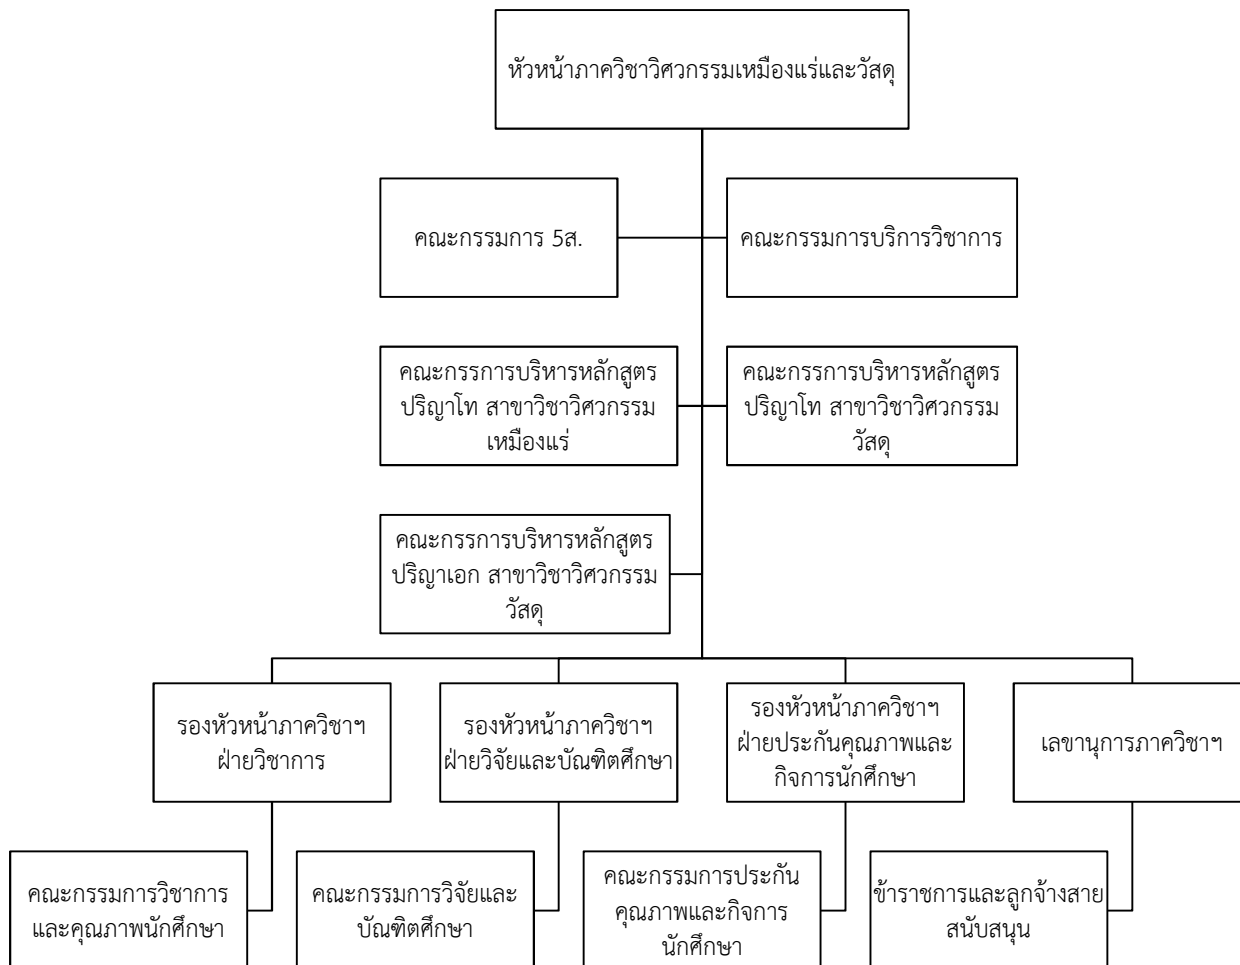 หัวหน้าภาควิชาวิศวกรรมเหมืองแร่และวัสดุ
คณะกรรมการ 5ส.
คณะกรรมการบริการวิชาการ
คณะกรรการบริหารหลักสูตร
ปริญาโท สาขาวิชาวิศวกรรม
เหมืองแร่
คณะกรรการบริหารหลักสูตร
ปริญาโท สาขาวิชาวิศวกรรม
วัสดุ
คณะกรรการบริหารหลักสูตร
ปริญาเอก สาขาวิชาวิศวกรรม
วัสดุ
รองหัวหน้าภาควิชาฯ
ฝ่ายวิชาการ
รองหัวหน้าภาควิชาฯ
ฝ่ายวิจัยและบัณฑิตศึกษา
รองหัวหน้าภาควิชาฯ
ฝ่ายประกันคุณภาพและ
กิจการนักศึกษา
เลขานุการภาควิชาฯ
คณะกรรมการวิชาการ
และคุณภาพนักศึกษา
คณะกรรมการวิจัยและ
บัณฑิตศึกษา
คณะกรรมการประกัน
คุณภาพและกิจการ
นักศึกษา
ข้าราชการและลูกจ้างสาย
สนับสนุน